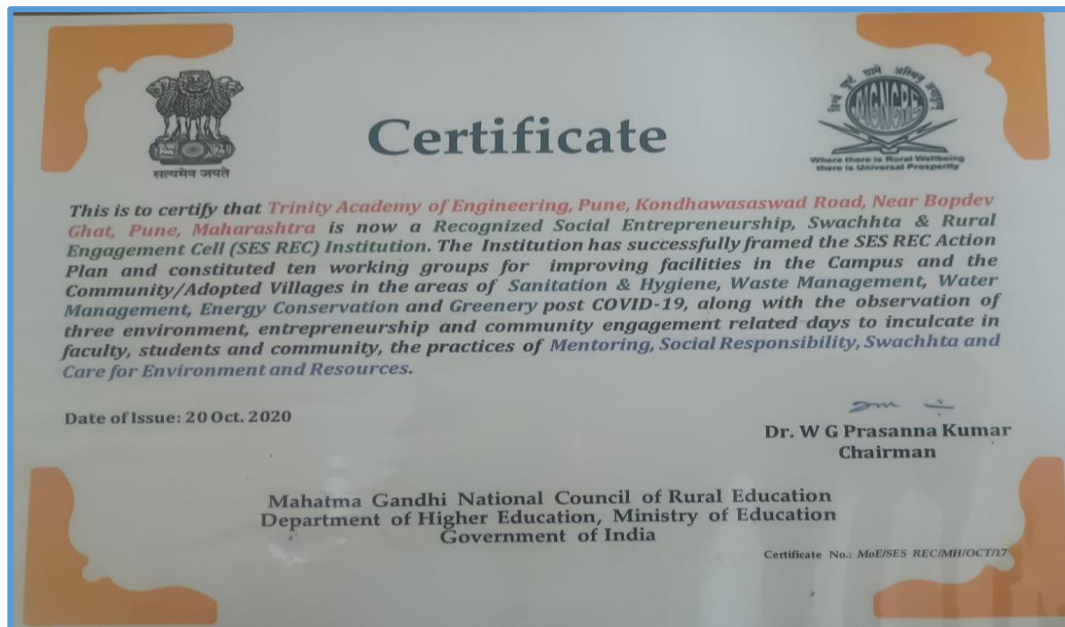 सत्यमेव जयते
MGNCRE
Where there is Rural Wellbeing
there is Universal Prosperity
Certificate
This is to certify that Trinity Academy of Engineering, Pune, Kondhawasaswad Road, Near Bopdev
Ghat, Pune, Maharashtra is now a Recognized Social Entrepreneurship, Swachhta & Rural
Engagement Cell (SES REC) Institution. The Institution has successfully framed the SES REC Action
Plan and constituted ten working groups for improving facilities in the Campus and the
Community/Adopted Villages in the areas of Sanitation & Hygiene, Waste Management, Water
Management, Energy Conservation and Greenery post COVID-19, along with the observation of
three environment, entrepreneurship and community engagement related days to inculcate in
faculty, students and community, the practices of Mentoring, Social Responsibility, Swachhta and
Care for Environment and Resources.
Date of Issue: 20 Oct. 2020
Dr. W G Prasanna Kumar
Chairman
Mahatma Gandhi National Council of Rural Education
Department of Higher Education, Ministry of Education
Government of India
Certificate No.: MoE/SES REC/MH/OCT/17